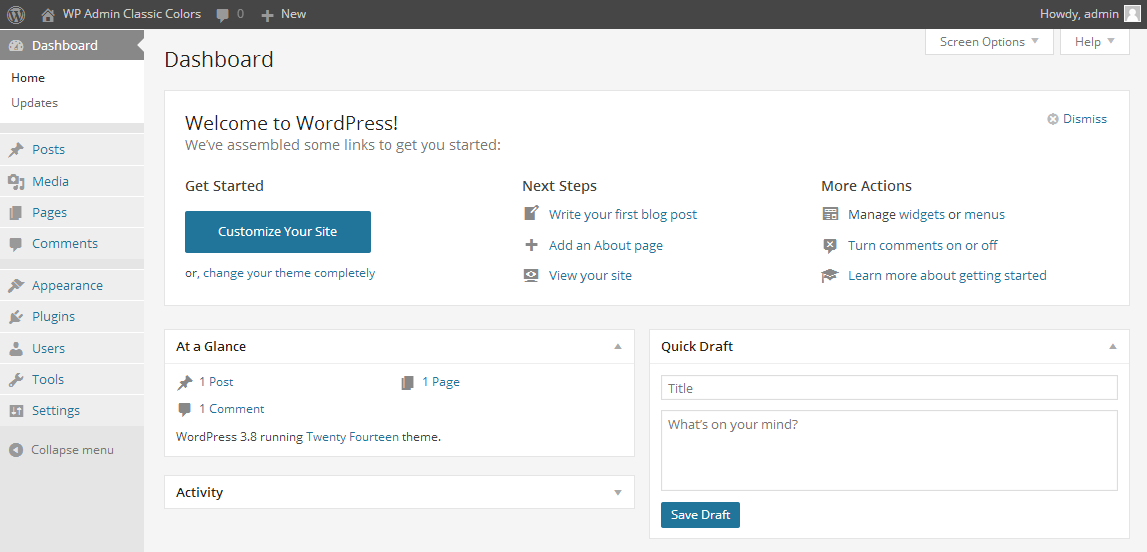 WP Admin Classic Colors 0 New Howdy, admin
Dashboard
Home
Updates
Posts
Media
Pages
Comments
Appearance
Plugins
Users
Tools
Settings
Collapse menu
Screen Options Help
Dashboard
Welcome to WordPress!
Dismiss
We've assembled some links to get you started:
Get Started
Customize Your Site
or, change your theme completely
Next Steps
Write your first blog post
Add an About page
View your site
More Actions
Manage widgets or menus
Turn comments on or off
Learn more about getting started
At a Glance
1 Post 1 Page
1 Comment
WordPress 3.8 running Twenty Fourteen theme.
Activity
Quick Draft
Title
What's on your mind?
Save Draft